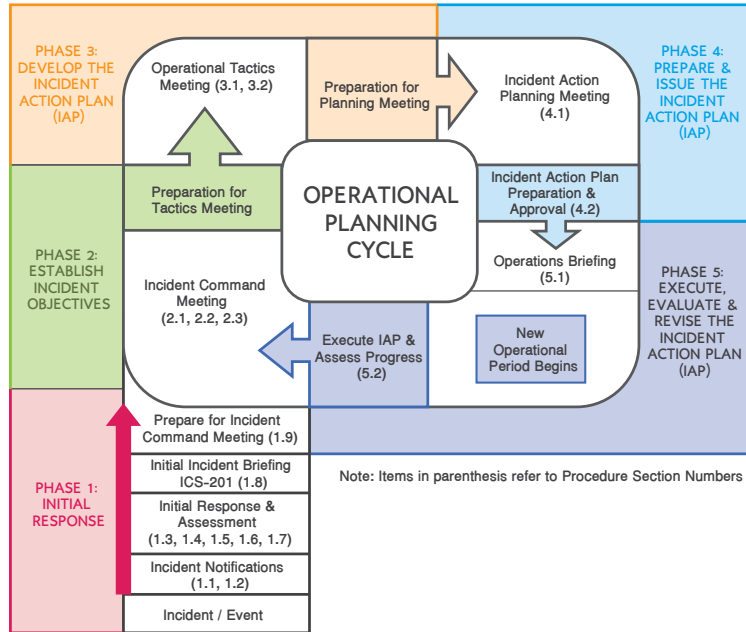 PHASE 3:
DEVELOP THE
INCIDENT
ACTION PLAN
(IAP)
Operational Tactics
Meeting (3.1, 3.2)
Preparation for
Planning Meeting
Incident Action
Planning Meeting
(4.1)
PHASE 4:
PREPARE &
ISSUE THE
INCIDENT
ACTION PLAN
(IAP)
Preparation for
Tactics Meeting
OPERATIONAL
PLANNING
CYCLE
Incident Action Plan
Preparation &
Approval (4.2)
PHASE 2:
ESTABLISH
INCIDENT
OBJECTIVES
Incident Command
Meeting
(2.1, 2.2, 2.3)
Operations Briefing
(5.1)
PHASE 5:
EXECUTE,
EVALUATE &
REVISE THE
INCIDENT
ACTION PLAN
(IAP)
Execute IAP &
Assess Progress
(5.2)
New
Operational
Period Begins
PHASE 1:
INITIAL
RESPONSE
Prepare for Incident
Command Meeting (1.9)
Initial Incident Briefing
ICS-201 (1.8)
Initial Response &
Assessment
(1.3, 1.4, 1.5, 1.6, 1.7)
Incident Notifications
(1.1, 1.2)
Incident / Event
Note: Items in parenthesis refer to Procedure Section Numbers